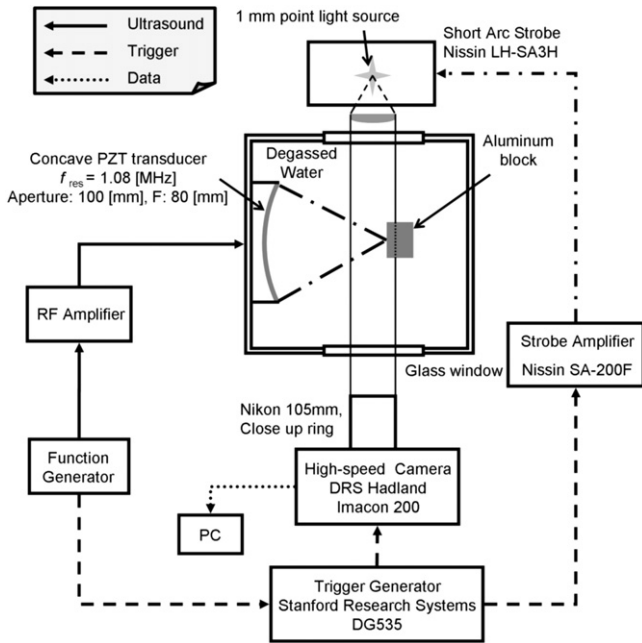 Ultrasound
Trigger
Data
1 mm point light source
Short Arc Strobe
Nissin LH-SA3H
Concave PZT transducer
f res = 1.08 [MHz]
Aperture: 100 [mm], F: 80 [mm]
Degassed
Water
Aluminum
block
RF Amplifier
Strobe Amplifier
Nissin SA-200F
Glass window
Nikon 105mm,
Close up ring
Function
Generator
High-speed Camera
DRS Hadland
Imacon 200
PC
Trigger Generator
Stanford Research Systems
DG535